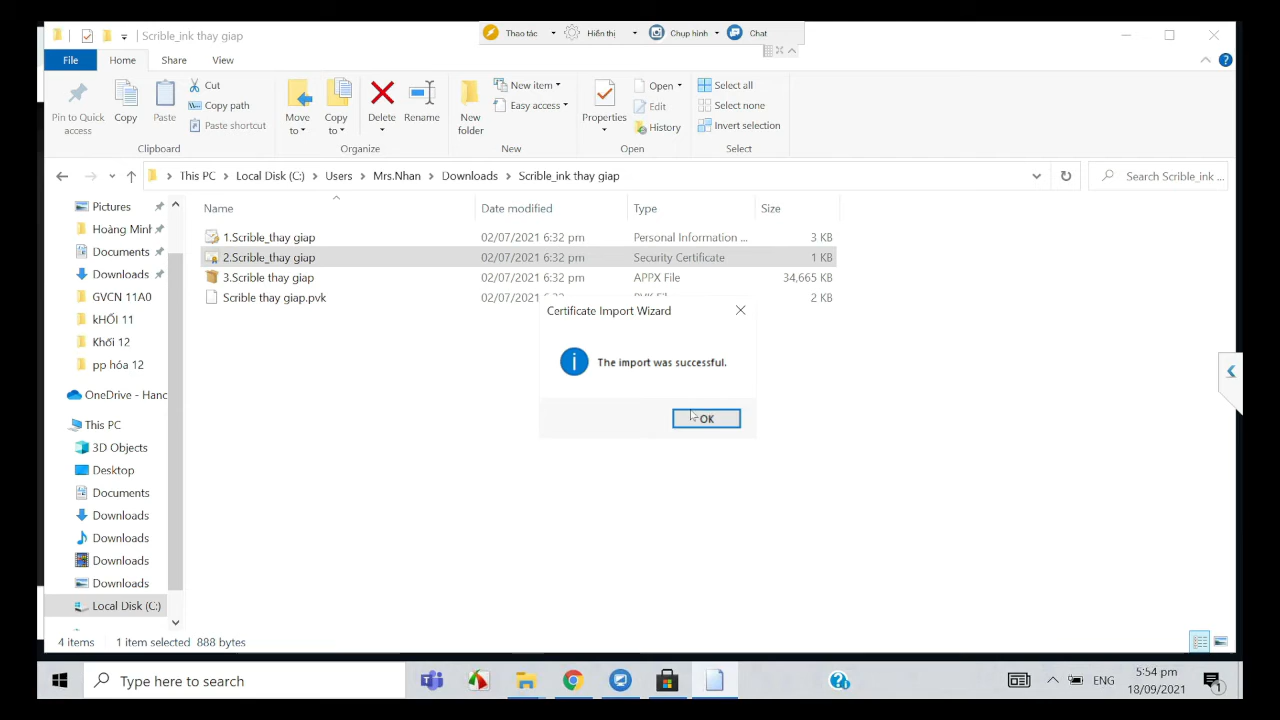 Scrible_ink thay giap
Thao tác
Hiển thị
Chụp hình
Chat
File
Home
Share
View
Pin to Quick
access
Copy
Paste
Cut
Copy path
Paste shortcut
Clipboard
Move
to
Copy
to
Delete
Rename
Organize
New
folder
New item
Easy access
New
Properties
Open
Edit
History
Open
Select all
Select none
Invert selection
Select
This PC > Local Disk (C:) > Users > Mrs.Nhan > Downloads > Scrible_ink thay giap
Search Scrible_ink ...
Name Date modified Type Size
1.Scrible_thay giap 02/07/2021 6:32 pm Personal Information ... 3 KB
2.Scrible_thay giap 02/07/2021 6:32 pm Security Certificate 1 KB
3.Scrible thay giap 02/07/2021 6:32 pm APPX File 34,665 KB
Scrible thay giap.pvk 02/07/2021 6:32 2 KB
Pictures
Hoàng Minh
Documents
Downloads
GVCN 11A0
kHỐI 11
Khối 12
pp hóa 12
OneDrive - Hanc
This PC
3D Objects
Desktop
Documents
Downloads
Downloads
Downloads
Downloads
Local Disk (C:)
Certificate Import Wizard
The import was successful.
OK
4 items 1 item selected 888 bytes
Type here to search
ENG
5:54 pm
18/09/2021
1